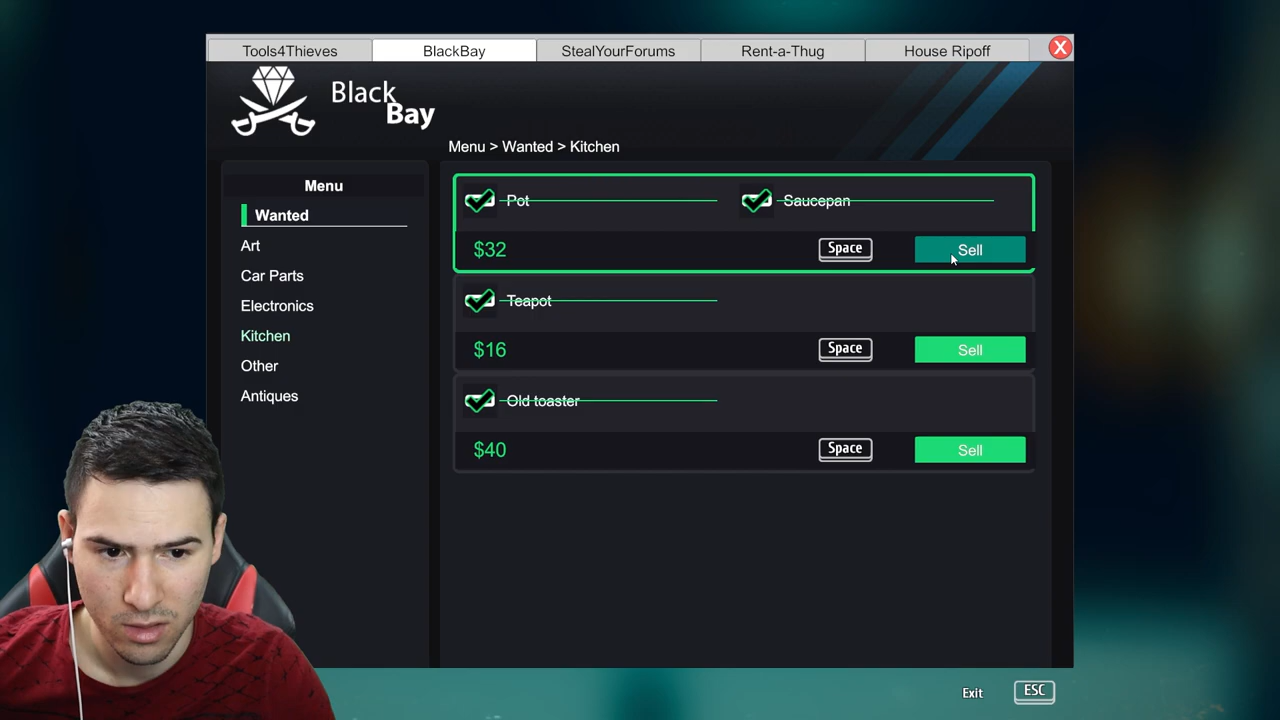 Tools4Thieves BlackBay StealYourForums Rent-a-Thug House Ripoff X
Black
Bay
Menu > Wanted > Kitchen
Menu
Wanted
Art
Car Parts
Electronics
Kitchen
Other
Antiques
Pot Saucepan
$32 Space Sell
Teapot
$16 Space Sell
Old toaster
$40 Space Sell
Exit ESC